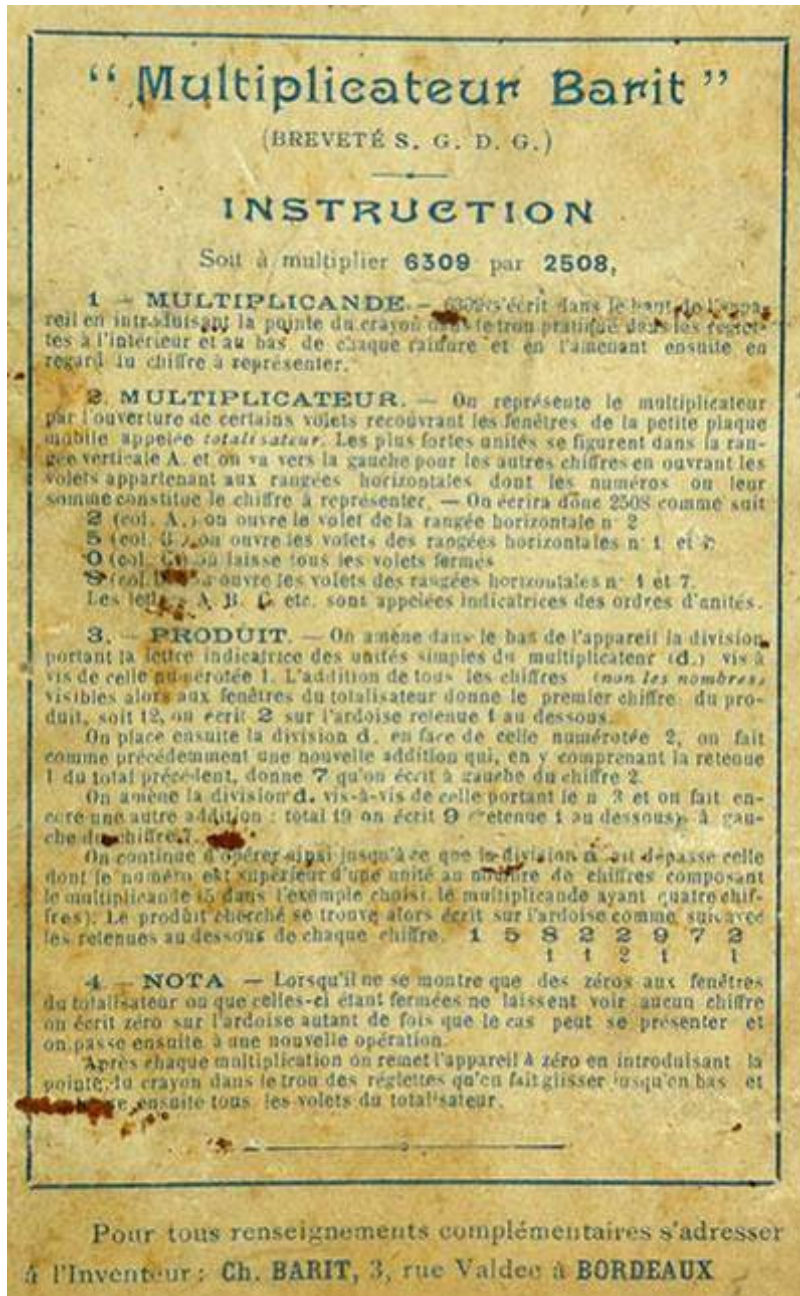 “ Multiplicateur Barit ”
(BREVETÉ S. G. D. G.)
INSTRUCTION
Soit à multiplier 6309 par 2508,
1 – MULTIPLICANDE. – 6309 s'écrit dans le haut de l'appa-
reil en introduisant la pointe du crayon dans le trou pratiqué dans les réglet-
tes à l'intérieur et au bas de chaque rainure et en l'amenant ensuite en
regard du chiffre à représenter.
2. MULTIPLICATEUR. — On représente le multiplicateur
par l'ouverture de certains volets recouvrant les fenêtres de la petite plaque
mobile appelée totalisateur. Les plus fortes unités se figurent dans la ran-
gée verticale A. et on va vers la gauche pour les autres chiffres en ouvrant les
volets appartenant aux rangées horizontales dont les numéros ou leur
somme constitue le chiffre à représenter. — On écrira donc 2508 comme suit
2 (col. A.) on ouvre le volet de la rangée horizontale n· 2
5 (col. B.) on ouvre les volets des rangées horizontales n· 1 et
0 (col. C.) on laisse tous les volets fermés
8 (col. on ouvre les volets des rangées horizontales n· 1 et 7.
Les lettres A, B, C, etc. sont appelées indicatrices des ordres d'unités.
3. – PRODUIT. — On amène dans le bas de l'appareil la division
portant la lettre indicatrice des unités simples du multiplicateur (d.) vis à
vis de celle numérotée 1. L'addition de tous les chiffres (non les nombres)
visibles alors aux fenêtres du totalisateur donne le premier chiffre du pro-
duit, soit 12, on écrit 2 sur l'ardoise retenue 1 au dessous.
On place ensuite la division d. en face de celle numérotée 2, on fait
comme précédemment une nouvelle addition qui, en y comprenant la retenue
1 du total précédent, donne 7 qu'on écrit à gauche du chiffre 2.
On amène la division d. vis-à-vis de celle portant le n· 3 et on fait en-
core une autre addition : total 19 on écrit 9 (retenue 1 au dessous) à gau-
che du chiffre 7.
On continue d'opérer ainsi jusqu'à ce que la division d. ait dépassé celle
dont le numéro est supérieur d'une unité au nombre de chiffres composant
le multiplicande (5 dans l'exemple choisi, le multiplicande ayant quatre chif-
fres). Le produit cherché se trouve alors écrit sur l'ardoise comme suit avec
les retenues au dessous de chaque chiffre. 1 5 8 2 2 9 7 2
1 1 2 1 1
4 – NOTA — Lorsqu'il ne se montre que des zéros aux fenêtres
du totalisateur ou que celles-ci étant fermées ne laissent voir aucun chiffre
on écrit zéro sur l'ardoise autant de fois que le cas peut se présenter et
on passe ensuite à une nouvelle opération.
Après chaque multiplication on remet l'appareil à zéro en introduisant la
pointe du crayon dans le trou des réglettes qu'on fait glisser jusqu'en bas et
ensuite tous les volets du totalisateur.
Pour tous renseignements complémentaires s'adresser
à l'Inventeur : Ch. BARIT, 3, rue Valdec à BORDEAUX